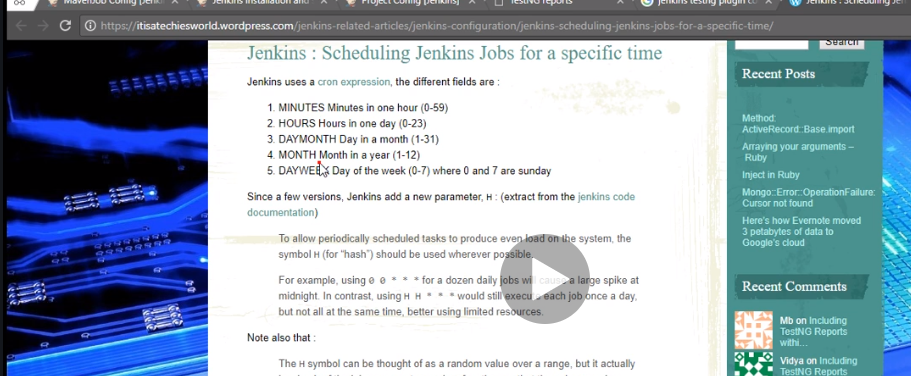 MavenJob Config [Jenkin
Jenkins Installation and
Project Config [Jenkins]
TestNG reports
jenkins testng plugin co
Jenkins : Scheduling Jen
https://itisatechiesworld.wordpress.com/jenkins-related-articles/jenkins-configuration/jenkins-scheduling-jenkins-jobs-for-a-specific-time/
Jenkins : Scheduling Jenkins Jobs for a specific time
Jenkins uses a cron expression, the different fields are :
1. MINUTES Minutes in one hour (0-59)
2. HOURS Hours in one day (0-23)
3. DAYMONTH Day in a month (1-31)
4. MONTH Month in a year (1-12)
5. DAYWEEK Day of the week (0-7) where 0 and 7 are sunday
Since a few versions, Jenkins add a new parameter, H : (extract from the jenkins code
documentation)
To allow periodically scheduled tasks to produce even load on the system, the
symbol H (for “hash”) should be used wherever possible.
For example, using 0 0 * * * for a dozen daily jobs will cause a large spike at
midnight. In contrast, using H H * * * would still execute each job once a day,
but not all at the same time, better using limited resources.
Note also that :
The H symbol can be thought of as a random value over a range, but it actually
Search
Recent Posts
Method:
ActiveRecord::Base.import
Arraying your arguments –
Ruby
Inject in Ruby
Mongo::Error::OperationFailure:
Cursor not found
Here's how Evernote moved
3 petabytes of data to
Google's cloud
Recent Comments
Mb on Including
TestNG Reports
withi...
Vidya on Including
TestNG Reports